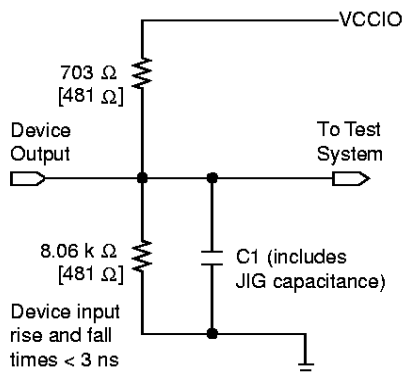 VCCIO
703 Ω
[481 Ω]
Device
Output
To Test
System
8.06 k Ω
[481 Ω]
C1 (includes
JIG capacitance)
Device input
rise and fall
times < 3 ns